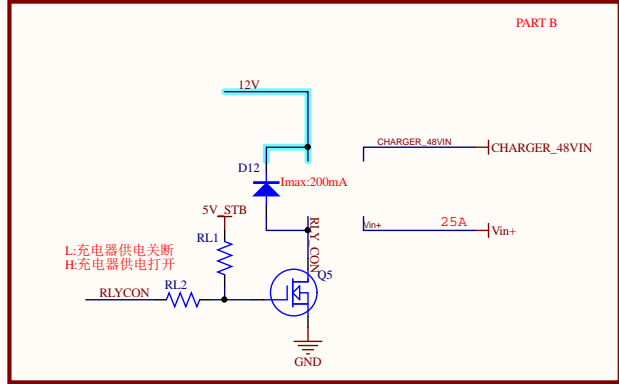 PART B
12V
CHARGER_48VIN
CHARGER_48VIN
D12
Imax:200mA
5V_STB
RLY_CON
Vin+
25A
Vin+
RL1
L:充电器供电关断
H:充电器供电打开
Q5
RLYCON
RL2
GND